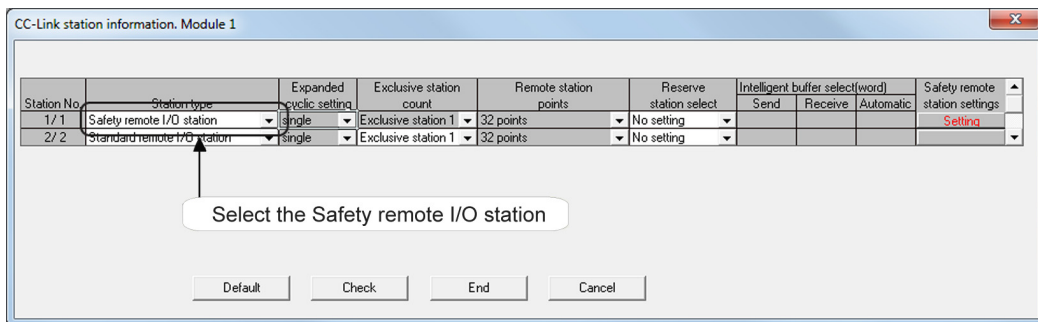 CC-Link station information. Module 1
Expanded Exclusive station Remote station Reserve Intelligent buffer select(word) Safety remote
Station No. Station type cyclic setting count points station select Send Receive Automatic station settings
1/ 1 Safety remote I/O station single Exclusive station 1 32 points No setting Setting
2/ 2 Standard remote I/O station single Exclusive station 1 32 points No setting
Select the Safety remote I/O station
Default Check End Cancel